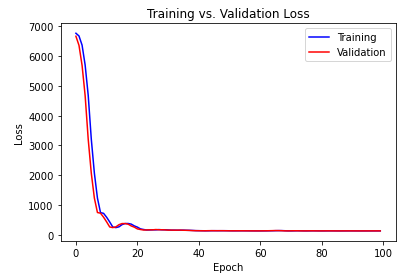 Training vs. Validation Loss
7000
6000
5000
4000
3000
2000
1000
0
Loss
Training
Validation
0 20 40 60 80 100
Epoch